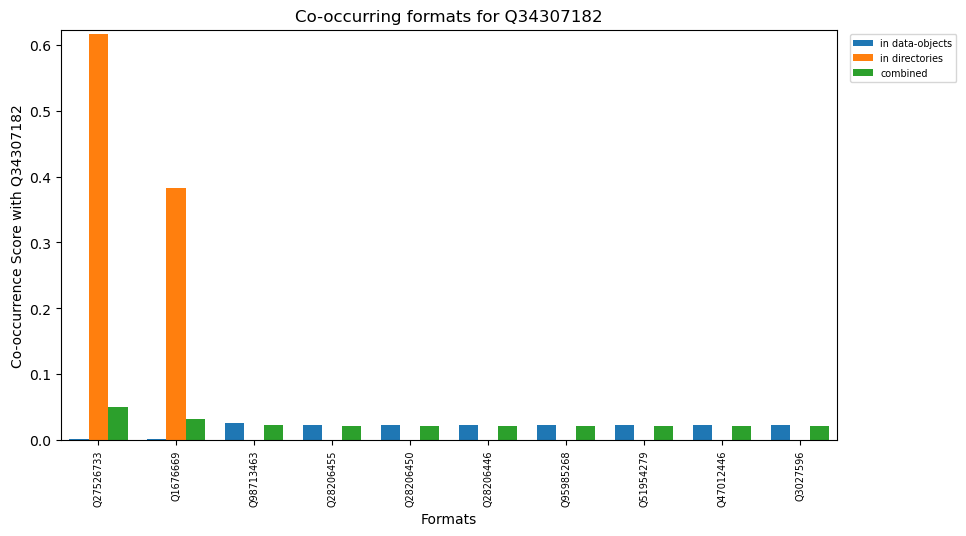 Co-occurring formats for Q34307182
in data-objects
in directories
combined
Co-occurrence Score with Q34307182
0.6
0.5
0.4
0.3
0.2
0.1
0.0
Q27526733
Q1676669
Q98713463
Q28206455
Q28206450
Q28206446
Q95985268
Q51954279
Q47012446
Q3027596
Formats